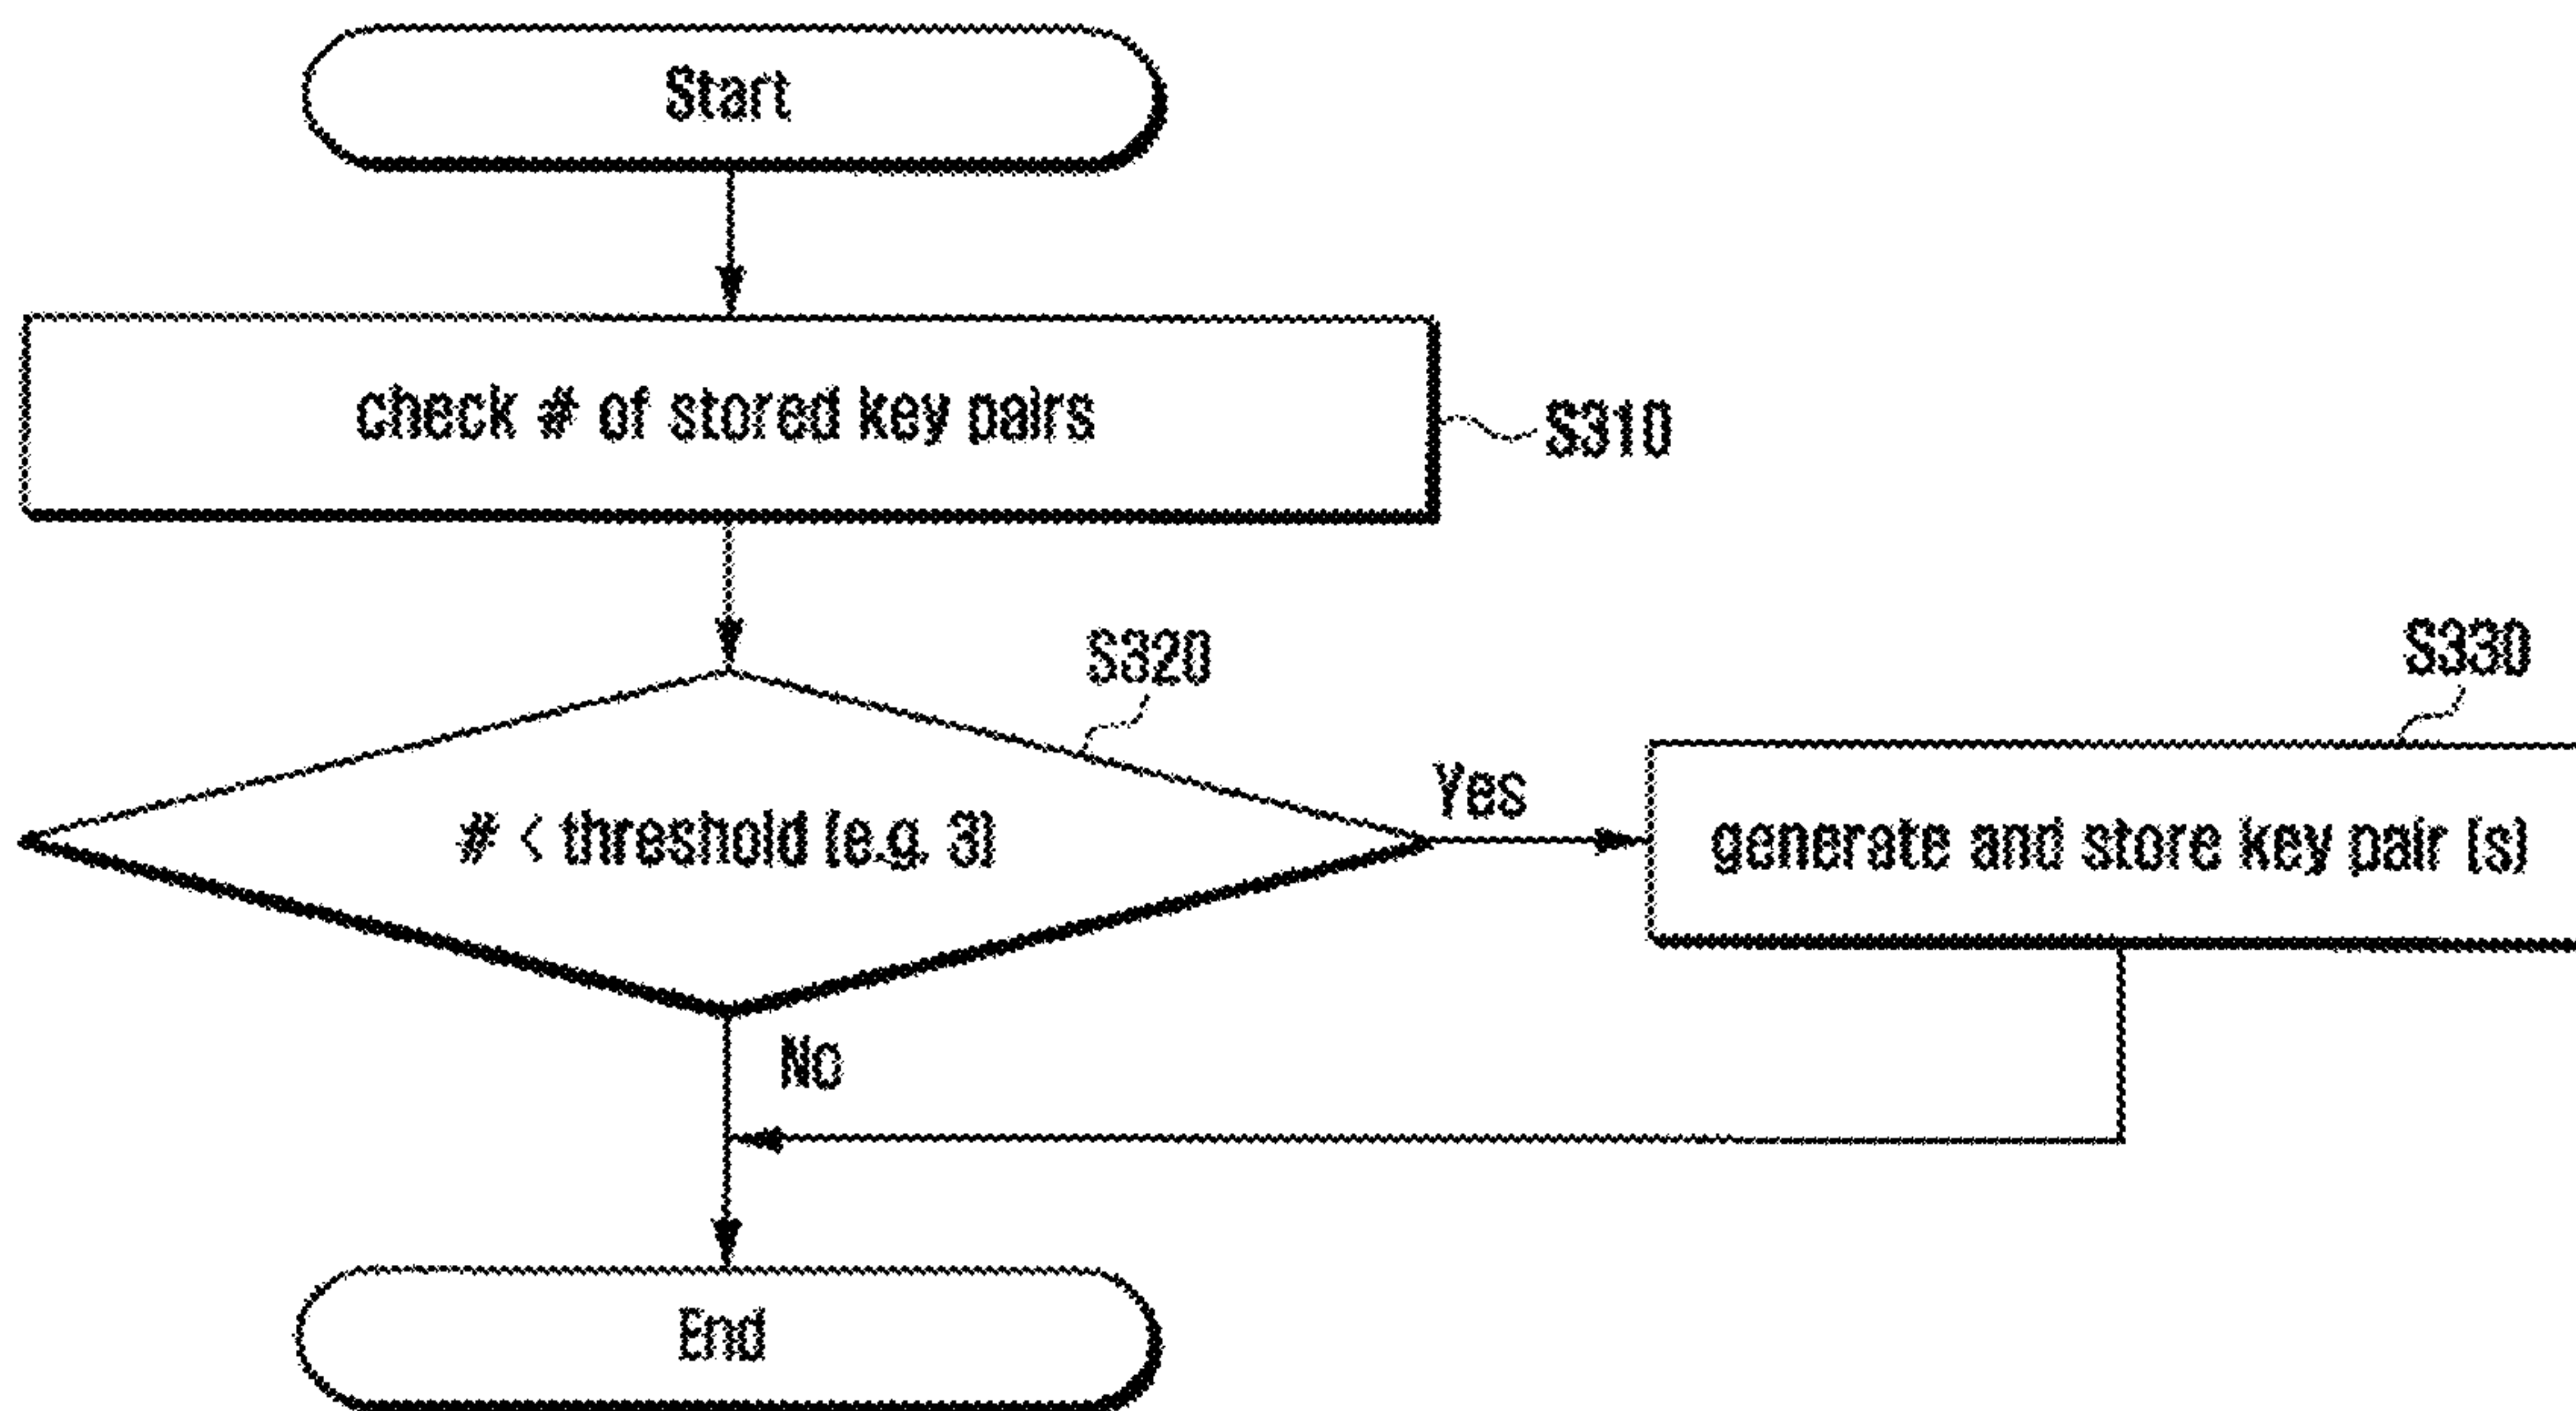 Start
check # of stored key pairs
S310
S320
S330
# < threshold (e.g. 3)
Yes
generate and store key pair (s)
No
End